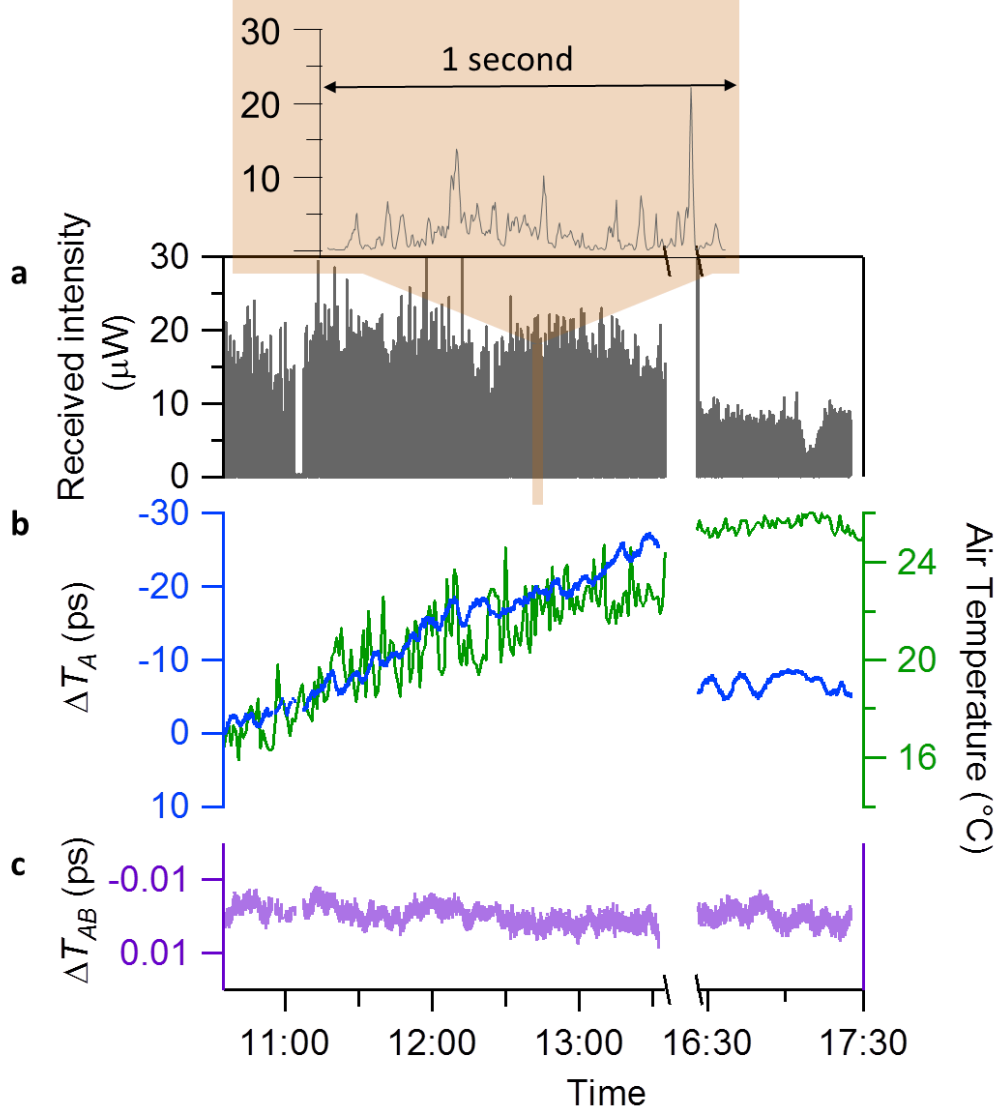 30
1 second
20
10
a
Received intensity
(μW)
30
20
10
0
b
ΔT_A (ps)
-30
-20
-10
0
10
24
20
16
Air Temperature (°C)
c
ΔT_AB (ps)
-0.01
0.01
11:00 12:00 13:00 16:30 17:30
Time